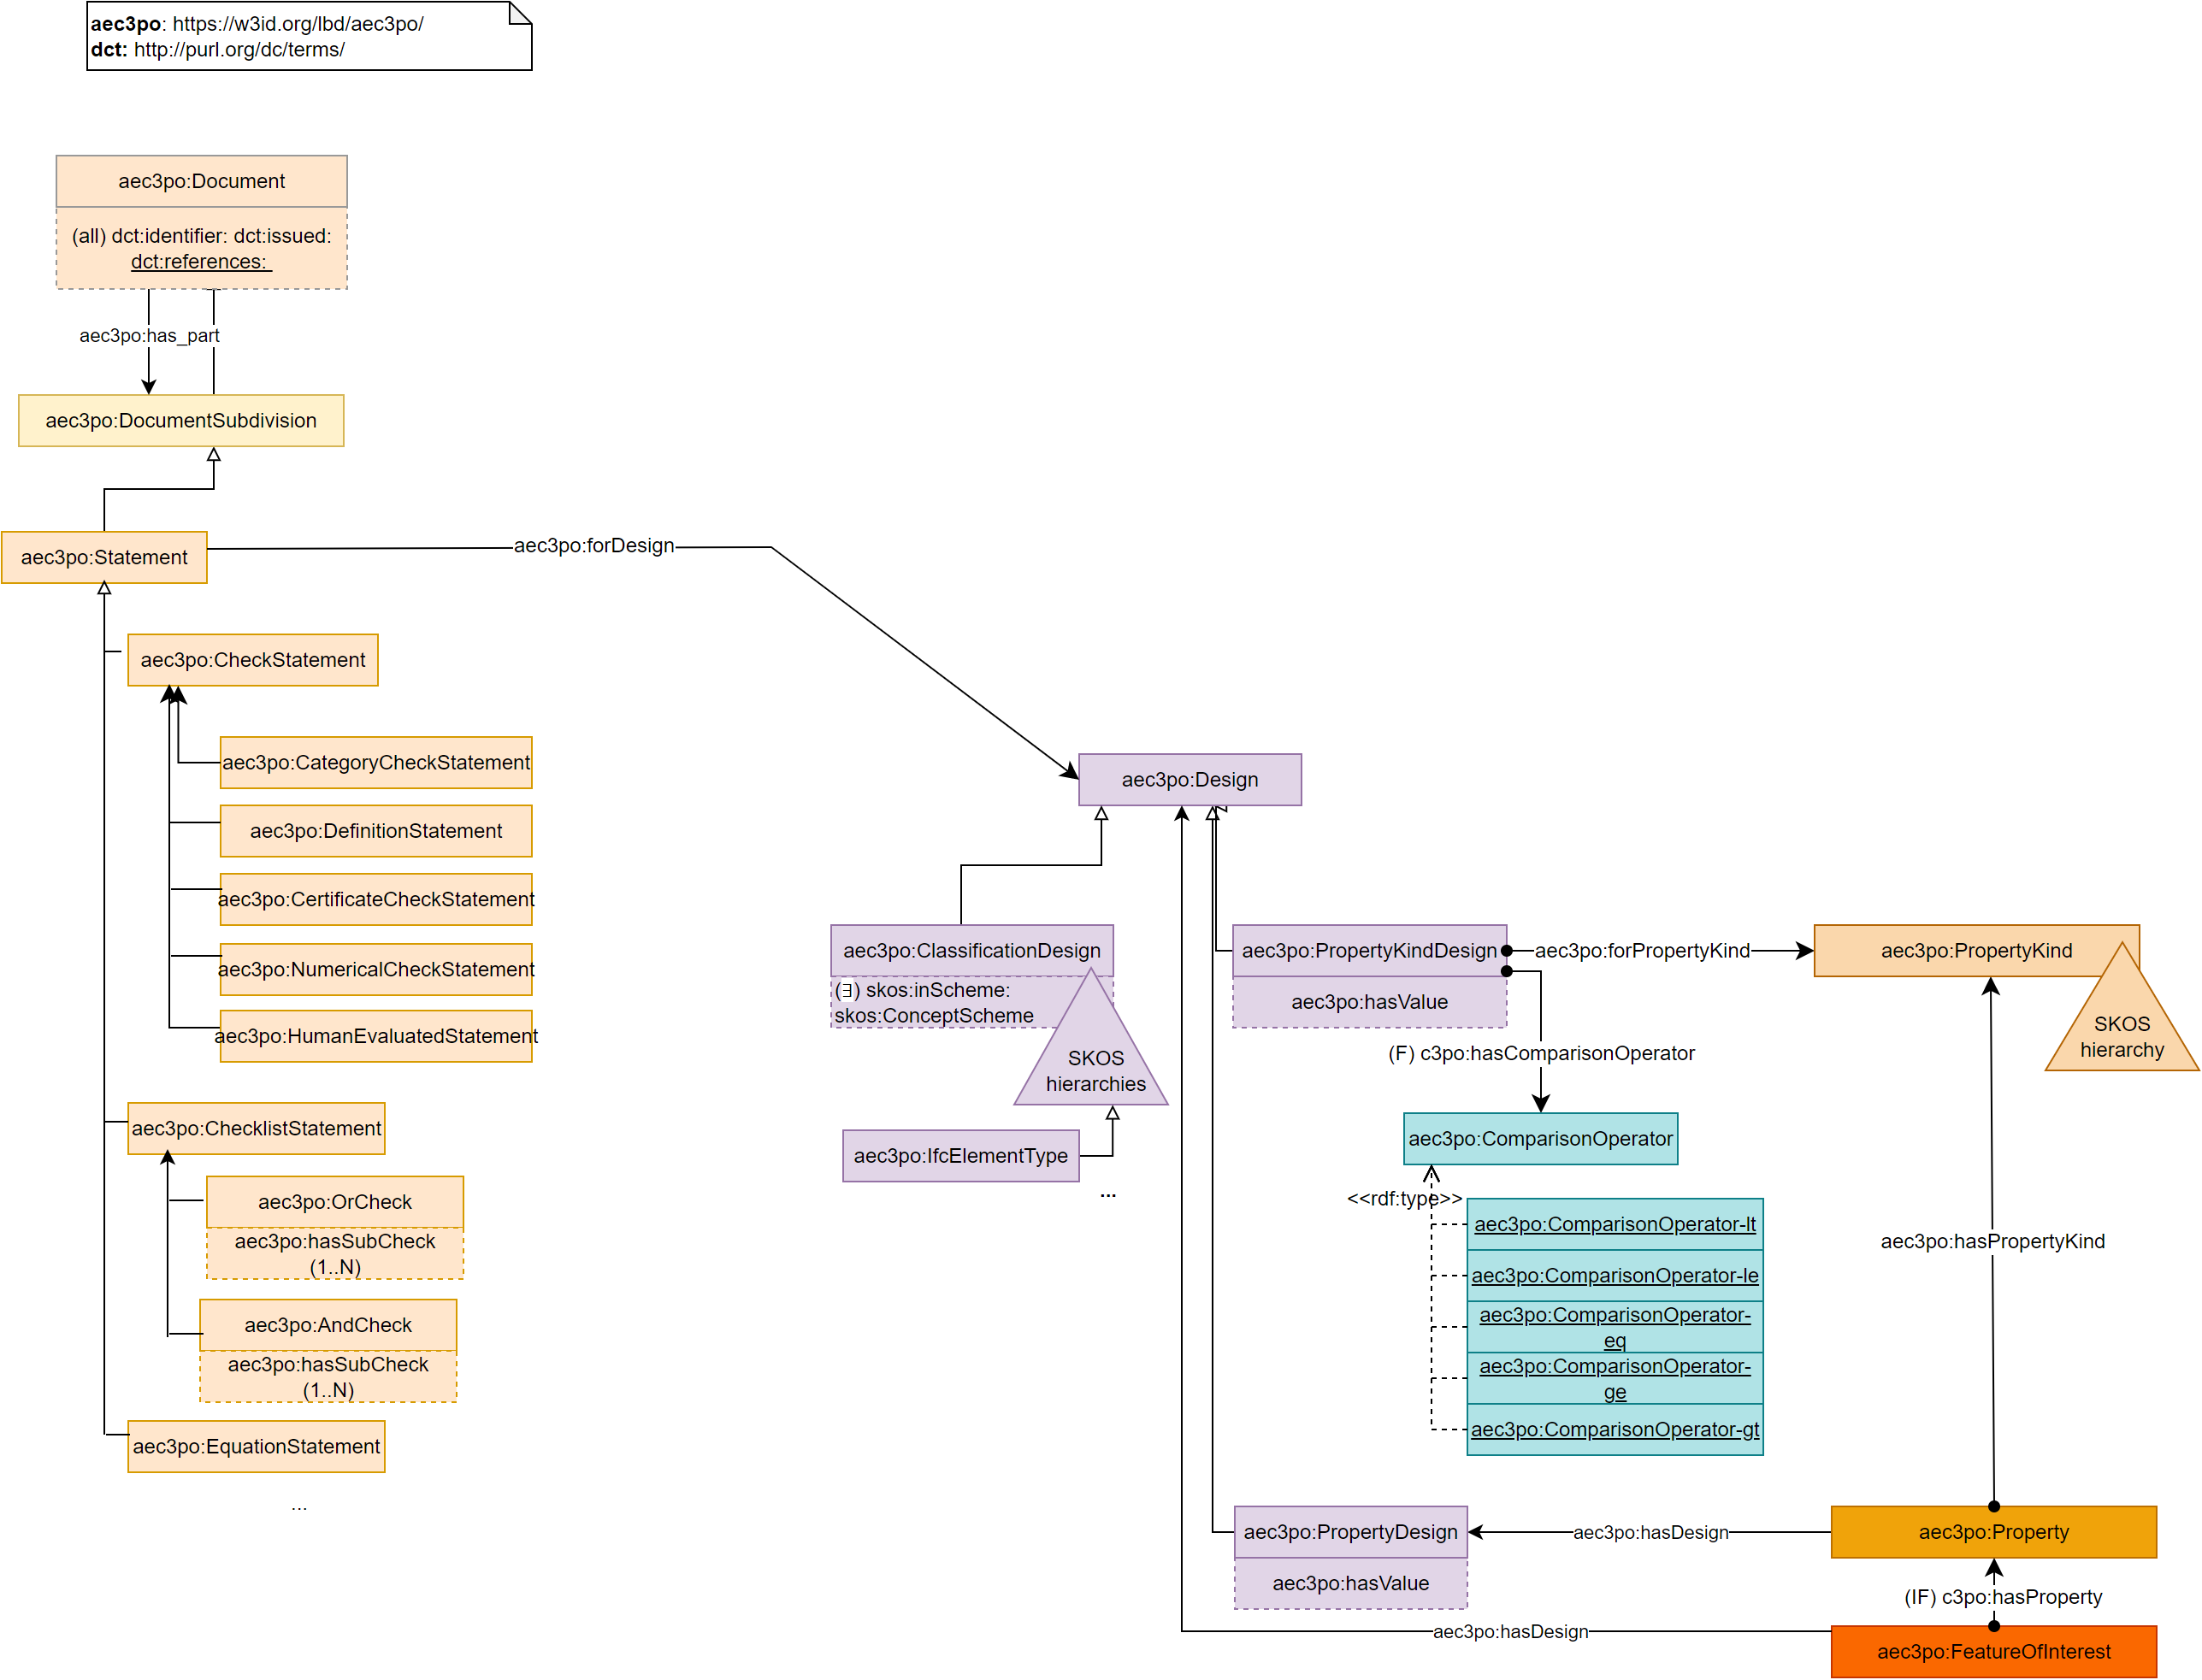 aec3po: https://w3id.org/lbd/aec3po/
dct: http://purl.org/dc/terms/
aec3po:Document
(all) dct:identifier: dct:issued:
dct:references:
aec3po:has_part
aec3po:DocumentSubdivision
aec3po:Statement
aec3po:forDesign
aec3po:CheckStatement
aec3po:CategoryCheckStatement
aec3po:DefinitionStatement
aec3po:CertificateCheckStatement
aec3po:NumericalCheckStatement
aec3po:HumanEvaluatedStatement
aec3po:ChecklistStatement
aec3po:OrCheck
aec3po:hasSubCheck
(1..N)
aec3po:AndCheck
aec3po:hasSubCheck
(1..N)
aec3po:EquationStatement
...
aec3po:Design
aec3po:ClassificationDesign
(∃) skos:inScheme:
skos:ConceptScheme
SKOS
hierarchies
aec3po:IfcElementType
...
aec3po:PropertyKindDesign
aec3po:hasValue
aec3po:forPropertyKind
aec3po:PropertyKind
SKOS
hierarchy
(F) c3po:hasComparisonOperator
aec3po:ComparisonOperator
<<rdf:type>>
aec3po:ComparisonOperator-lt
aec3po:ComparisonOperator-le
aec3po:ComparisonOperator-
eq
aec3po:ComparisonOperator-
ge
aec3po:ComparisonOperator-gt
aec3po:hasPropertyKind
aec3po:PropertyDesign
aec3po:hasValue
aec3po:hasDesign
aec3po:Property
(IF) c3po:hasProperty
aec3po:hasDesign
aec3po:FeatureOfInterest